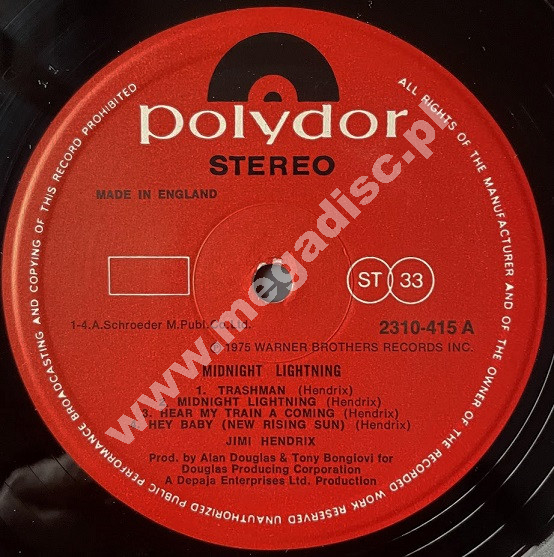 polydor
STEREO
MADE IN ENGLAND
ST 33
1-4.A.Schroeder M.Publ.Co.Ltd.
2310-415 A
℗ 1975 WARNER BROTHERS RECORDS INC.
MIDNIGHT LIGHTNING
1. TRASHMAN (Hendrix)
2. MIDNIGHT LIGHTNING (Hendrix)
3. HEAR MY TRAIN A COMING (Hendrix)
4. HEY BABY (NEW RISING SUN) (Hendrix)
JIMI HENDRIX
Prod. by Alan Douglas & Tony Bongiovi for
Douglas Producing Corporation
A Depaja Enterprises Ltd. Production
ALL RIGHTS OF THE MANUFACTURER AND OF THE OWNER OF THE RECORDED WORK RESERVED UNAUTHORIZED PUBLIC PERFORMANCE BROADCASTING AND COPYING OF THIS RECORD PROHIBITED
www.megadisc.pl